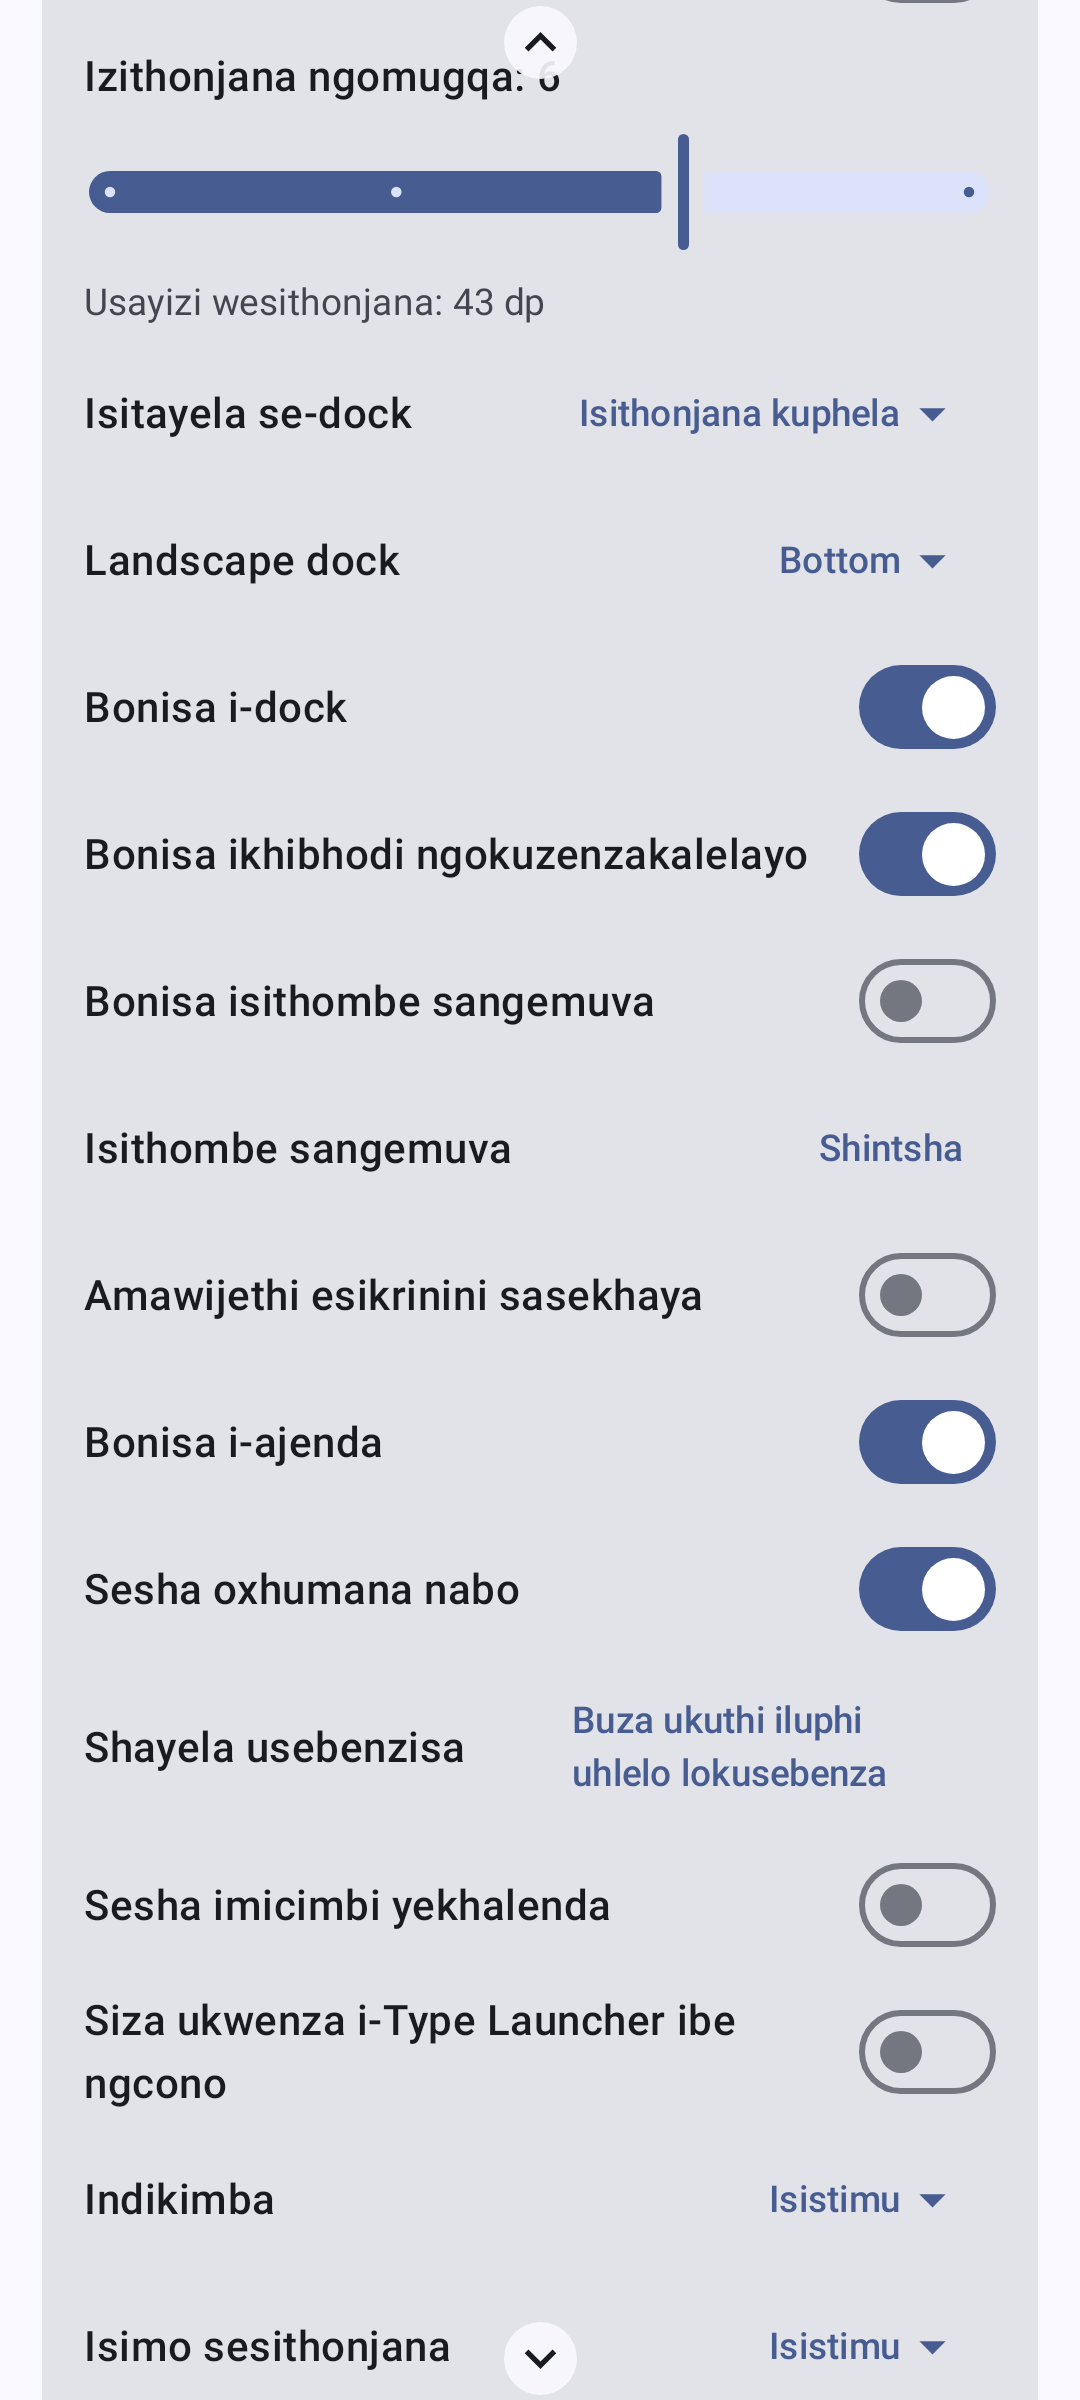 Izithonjana ngomugqa: 6
Usayizi wesithonjana: 43 dp
Isitayela se-dock
Isithonjana kuphela
Landscape dock
Bottom
Bonisa i-dock
Bonisa ikhibhodi ngokuzenzakalelayo
Bonisa isithombe sangemuva
Isithombe sangemuva
Shintsha
Amawijethi esikrinini sasekhaya
Bonisa i-ajenda
Sesha oxhumana nabo
Shayela usebenzisa
Buza ukuthi iluphi
uhlelo lokusebenza
Sesha imicimbi yekhalenda
Siza ukwenza i-Type Launcher ibe
ngcono
Indikimba
Isistimu
Isimo sesithonjana
Isistimu